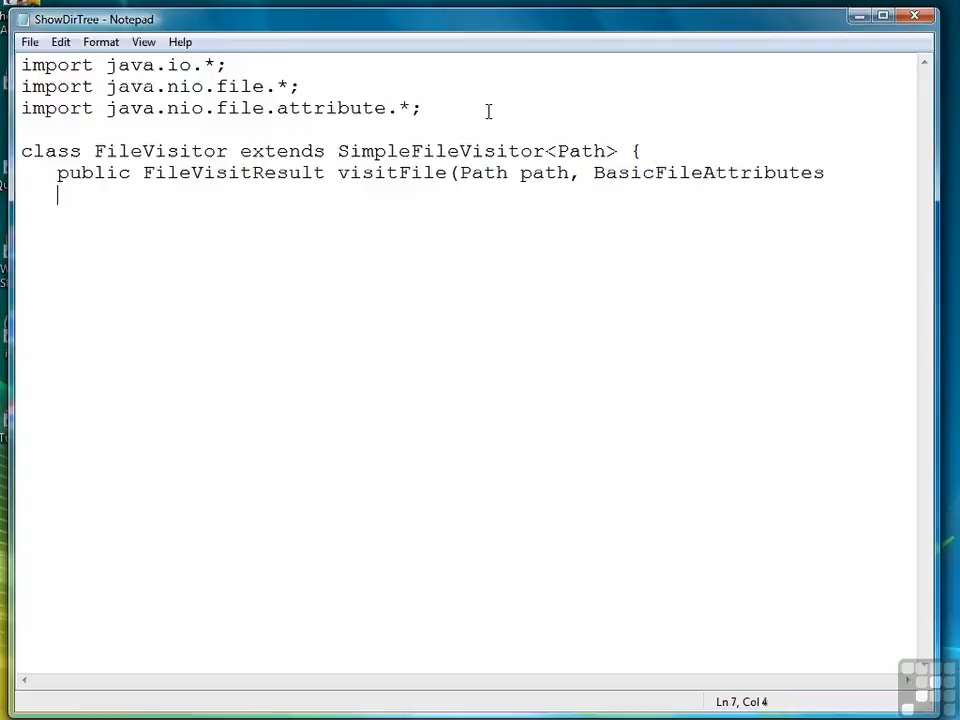 ShowDirTree - Notepad
File Edit Format View Help
import java.io.*;
import java.nio.file.*;
import java.nio.file.attribute.*;
class FileVisitor extends SimpleFileVisitor<Path> {
public FileVisitResult visitFile(Path path, BasicFileAttributes
Ln 7, Col 4